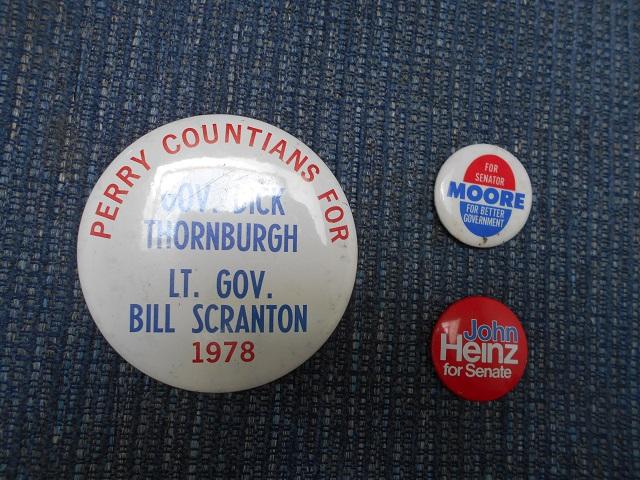 PERRY COUNTIANS FOR
GOV. DICK
THORNBURGH
LT. GOV.
BILL SCRANTON
1978
FOR
SENATOR
MOORE
FOR BETTER
GOVERNMENT
John
Heinz
for Senate